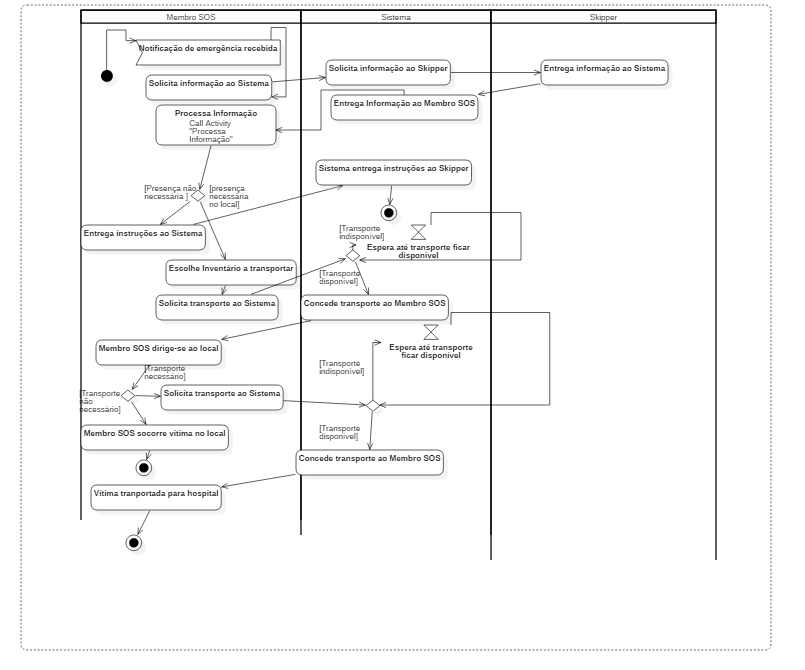 Membro SOS
Sistema
Skipper
Notificação de emergência recebida
Solicita informação ao Skipper
Entrega informação ao Sistema
Solicita informação ao Sistema
Entrega Informação ao Membro SOS
Processa Informação
Call Activity
"Processa
Informação"
Sistema entrega instruções ao Skipper
[Presença não
necessária ]
[presença
necessária
no local]
Entrega instruções ao Sistema
[Transporte
indisponível]
Espera até transporte ficar
disponível
Escolhe Inventário a transportar
[Transporte
disponível]
Solicita transporte ao Sistema
Concede transporte ao Membro SOS
Membro SOS dirige-se ao local
Espera até transporte
ficar disponível
[Transporte
necessário]
[Transporte
indisponível]
[Transporte
não
necessário]
Solicita transporte ao Sistema
Membro SOS socorre vítima no local
[Transporte
disponível]
Concede transporte ao Membro SOS
Vítima tranportada para hospital